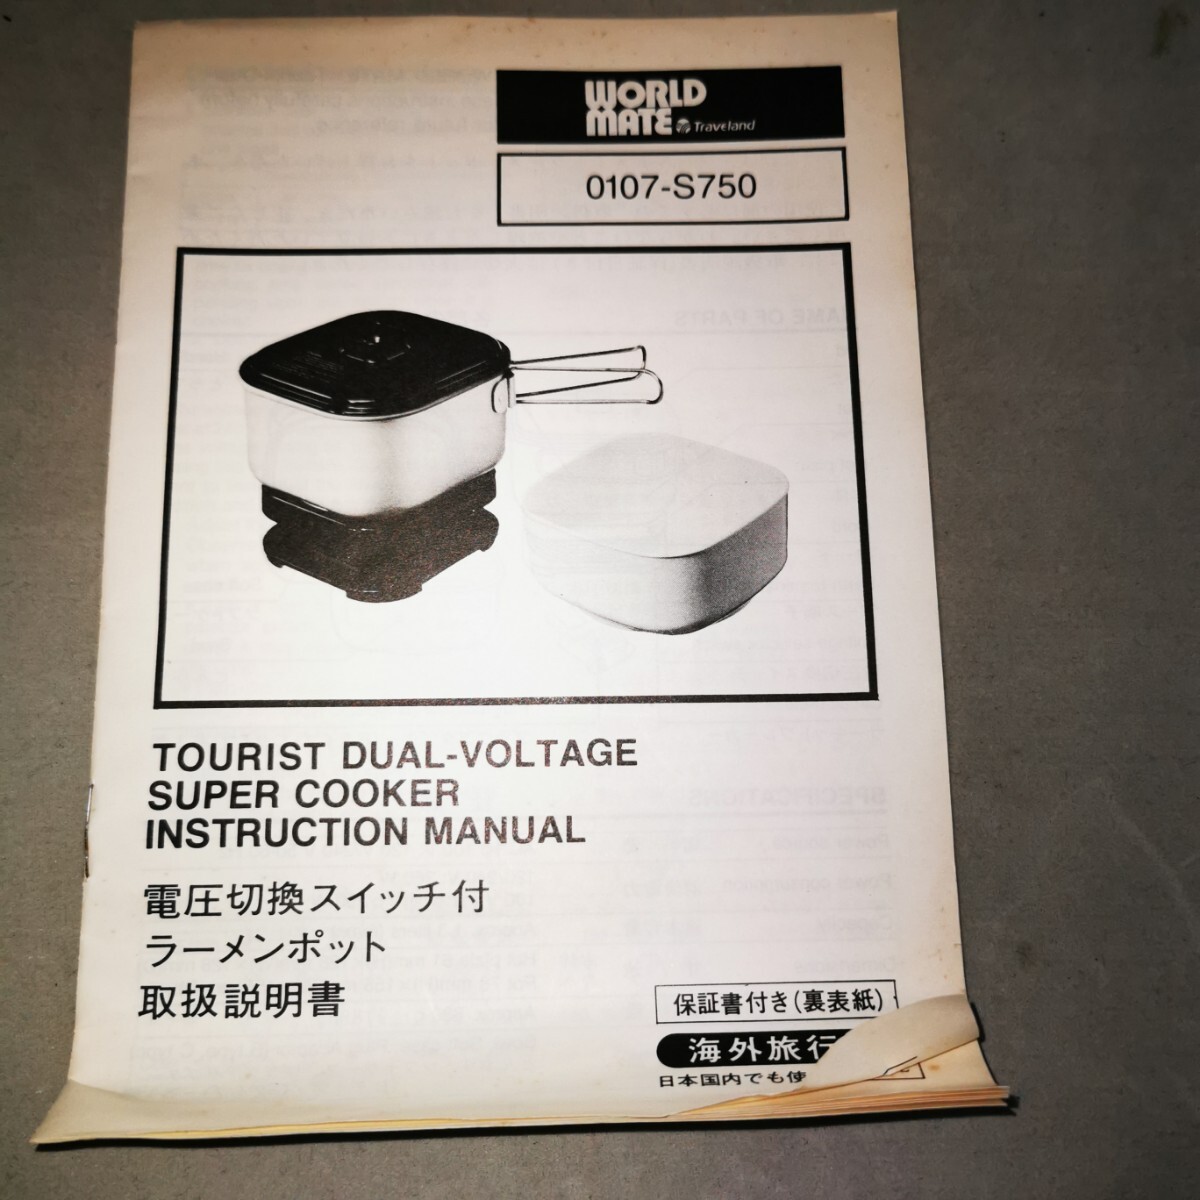 WORLD
MATE Traveland
0107-S750
TOURIST DUAL-VOLTAGE
SUPER COOKER
INSTRUCTION MANUAL
電圧切換スイッチ付
ラーメンポット
取扱説明書
保証書付き(裏表紙)
海外旅行
日本国内でも使